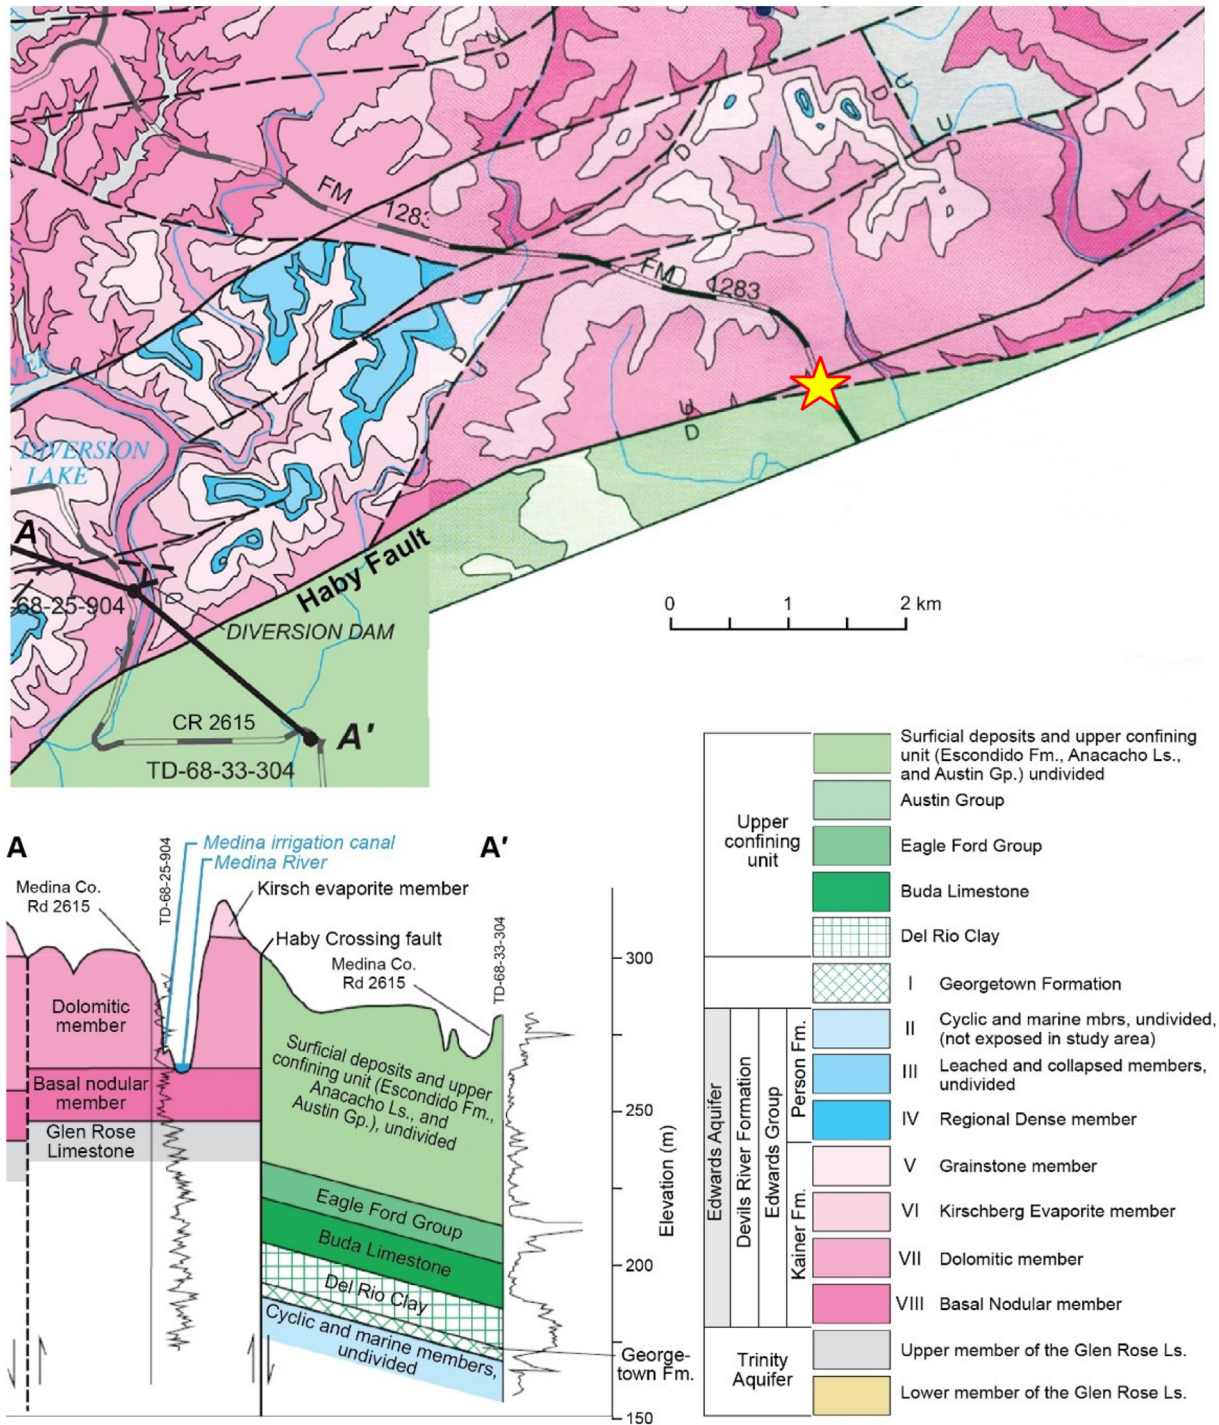 U
D
U
D
U
D
U
D
FM
1283
FM
D
1283
D
U
U
D
DIVERSION
LAKE
A
-68-25-904
D
Haby Fault
DIVERSION DAM
0 1 2 km
CR 2615
A′
TD-68-33-304
A
A′
Medina irrigation canal
Medina River
TD-68-25-904
Medina Co.
Rd 2615
Kirsch evaporite member
Haby Crossing fault
Medina Co.
Rd 2615
TD-68-33-304
Dolomitic
member
Basal nodular
member
Glen Rose
Limestone
Surficial deposits and upper
confining unit (Escondido Fm.,
Anacacho Ls., and
Austin Gp.), undivided
Eagle Ford Group
Buda Limestone
Del Rio Clay
Cyclic and marine members,
undivided
George-
town Fm.
300
250
200
150
Elevation (m)
Upper
confining
unit
Surficial deposits and upper confining
unit (Escondido Fm., Anacacho Ls.,
and Austin Gp.) undivided
Austin Group
Eagle Ford Group
Buda Limestone
Del Rio Clay
I Georgetown Formation
Edwards Aquifer
Devils River Formation
Edwards Group
Person Fm.
Kainer Fm.
II Cyclic and marine mbrs, undivided,
(not exposed in study area)
III Leached and collapsed members,
undivided
IV Regional Dense member
V Grainstone member
VI Kirschberg Evaporite member
VII Dolomitic member
VIII Basal Nodular member
Trinity
Aquifer
Upper member of the Glen Rose Ls.
Lower member of the Glen Rose Ls.